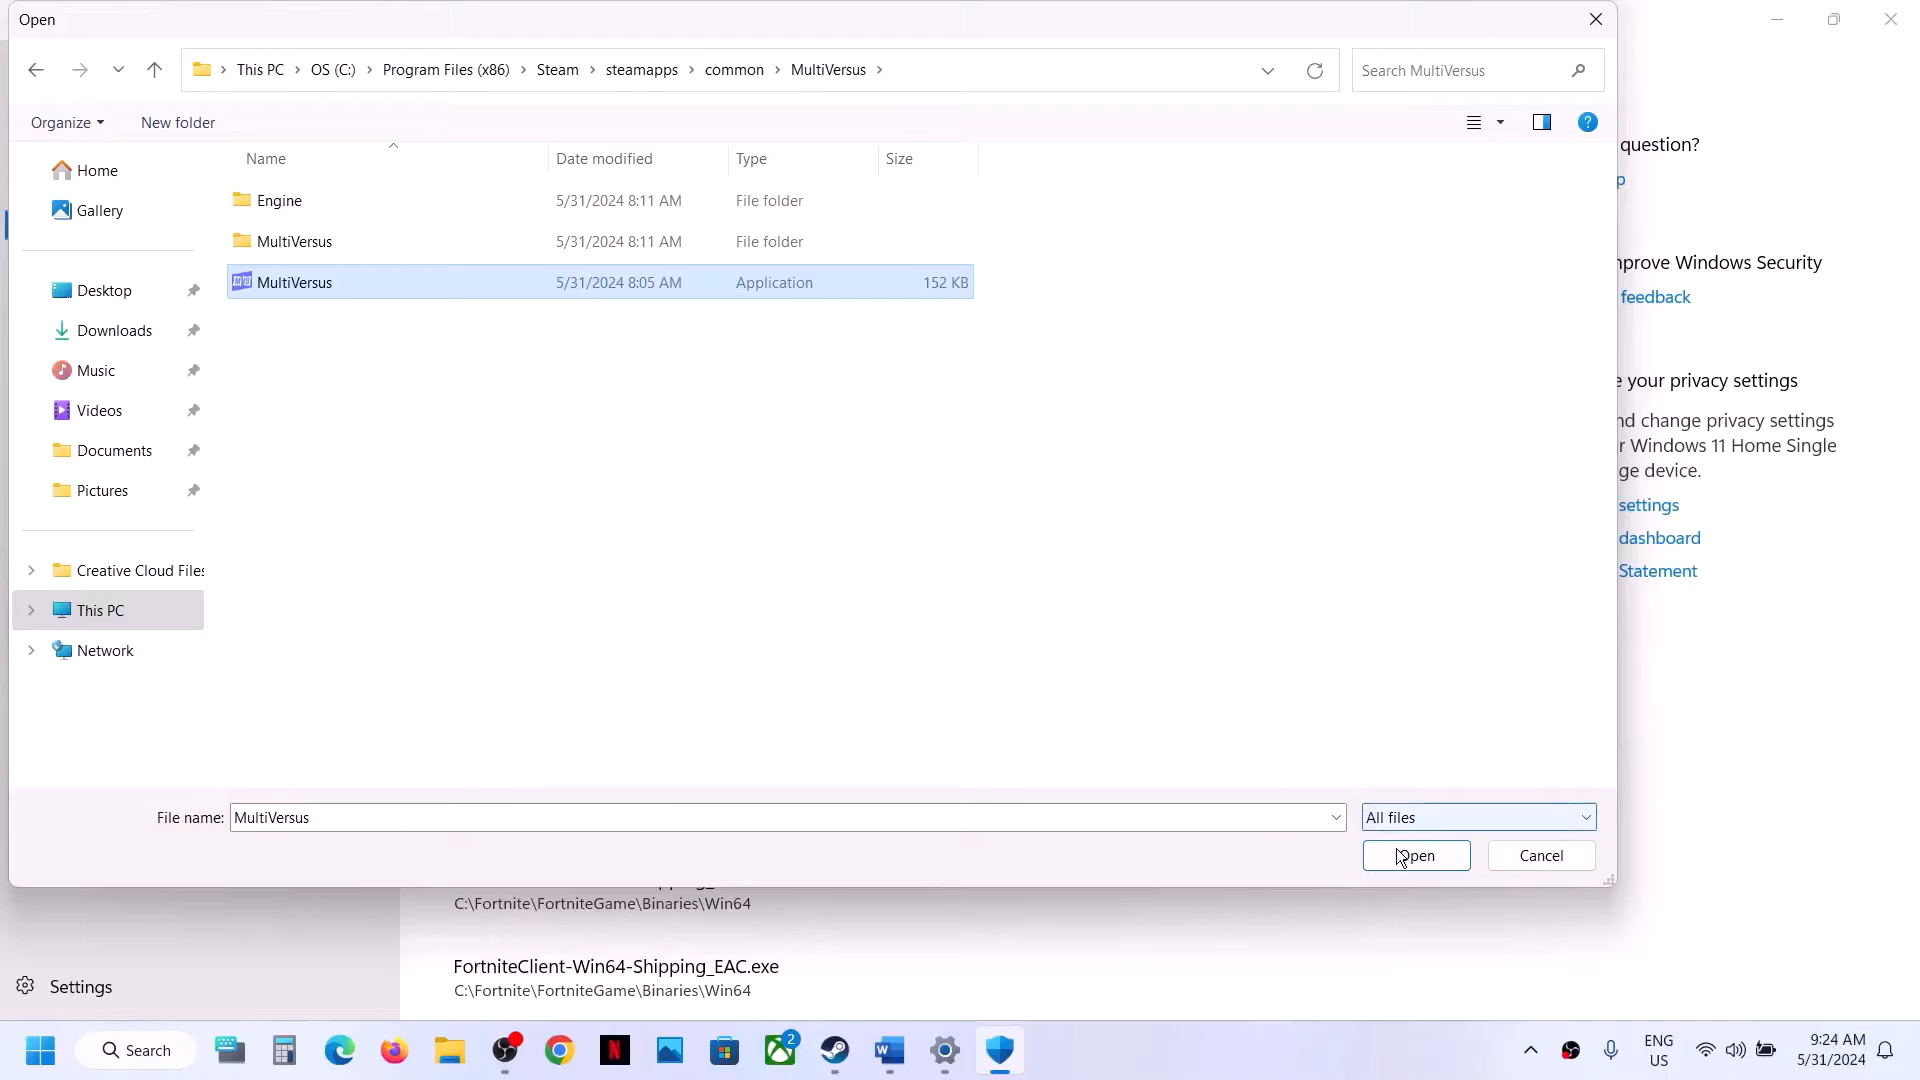 Open
This PC > OS (C:) > Program Files (x86) > Steam > steamapps > common > MultiVersus >
Search MultiVersus
Organize
New folder
Name
Date modified
Type
Size
Home
Gallery
Desktop
Downloads
Music
Videos
Documents
Pictures
Creative Cloud Files
This PC
Network
Engine 5/31/2024 8:11 AM File folder
MultiVersus 5/31/2024 8:11 AM File folder
MultiVersus 5/31/2024 8:05 AM Application 152 KB
File name: MultiVersus
All files
Open
Cancel
question?
p
prove Windows Security
feedback
your privacy settings
nd change privacy settings
r Windows 11 Home Single
ge device.
settings
dashboard
Statement
C:\Fortnite\FortniteGame\Binaries\Win64
FortniteClient-Win64-Shipping_EAC.exe
C:\Fortnite\FortniteGame\Binaries\Win64
Settings
Search
2
ENG
US
9:24 AM
5/31/2024